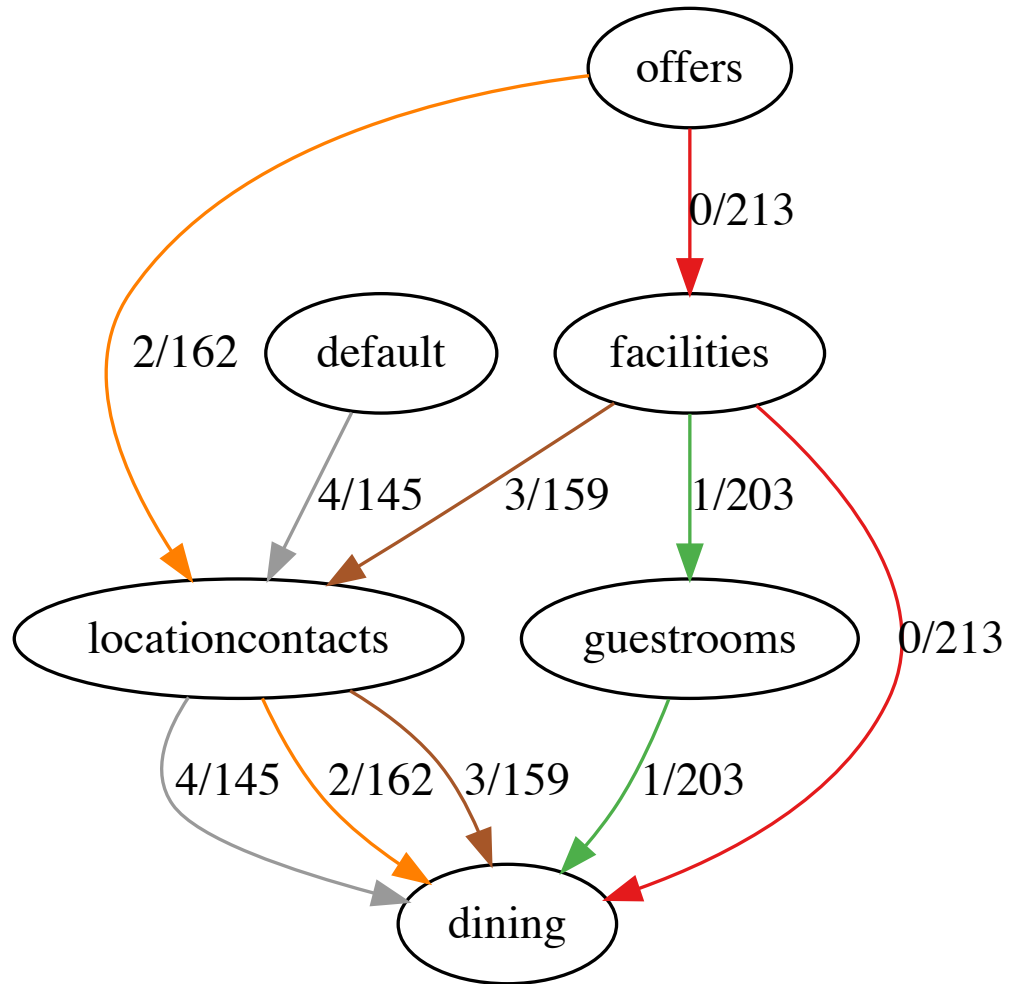 offers
0/213
2/162
default
facilities
4/145
3/159
1/203
locationcontacts
guestrooms
0/213
4/145
2/162
3/159
1/203
dining